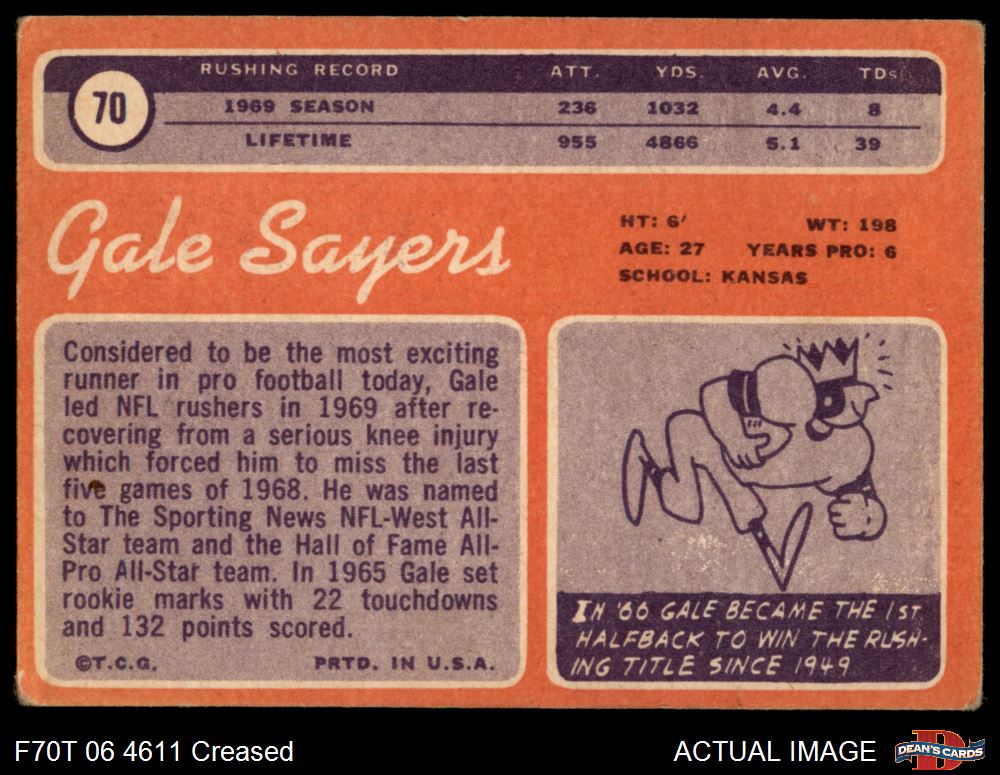 RUSHING RECORD ATT. YDS. AVG. TDs
70 1969 SEASON 236 1032 4.4 8
LIFETIME 955 4866 5.1 39
Gale Sayers
HT: 6' WT: 198
AGE: 27 YEARS PRO: 6
SCHOOL: KANSAS
Considered to be the most exciting
runner in pro football today, Gale
led NFL rushers in 1969 after re-
covering from a serious knee injury
which forced him to miss the last
five games of 1968. He was named
to The Sporting News NFL-West All-
Star team and the Hall of Fame All-
Pro All-Star team. In 1965 Gale set
rookie marks with 22 touchdowns
and 132 points scored.
©T.C.G. PRTD. IN U.S.A.
IN '66 GALE BECAME THE 1ST
HALFBACK TO WIN THE RUSH-
ING TITLE SINCE 1949
F70T 06 4611 Creased
ACTUAL IMAGE
D
DEAN'S CARDS